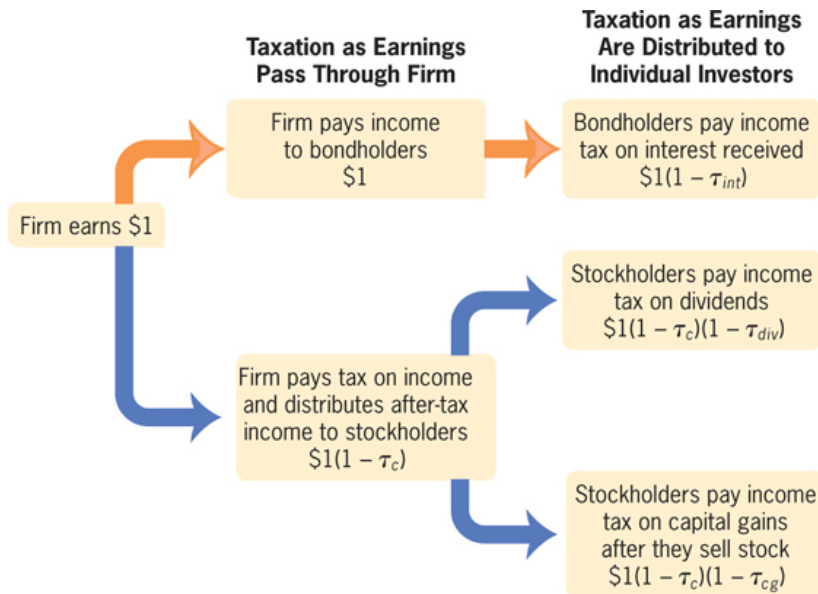 Taxation as Earnings
Pass Through Firm
Taxation as Earnings
Are Distributed to
Individual Investors
Firm earns $1
Firm pays income
to bondholders
$1
Bondholders pay income
tax on interest received
$1(1 – τint)
Firm pays tax on income
and distributes after-tax
income to stockholders
$1(1 – τc)
Stockholders pay income
tax on dividends
$1(1 – τc)(1 – τdiv)
Stockholders pay income
tax on capital gains
after they sell stock
$1(1 – τc)(1 – τcg)